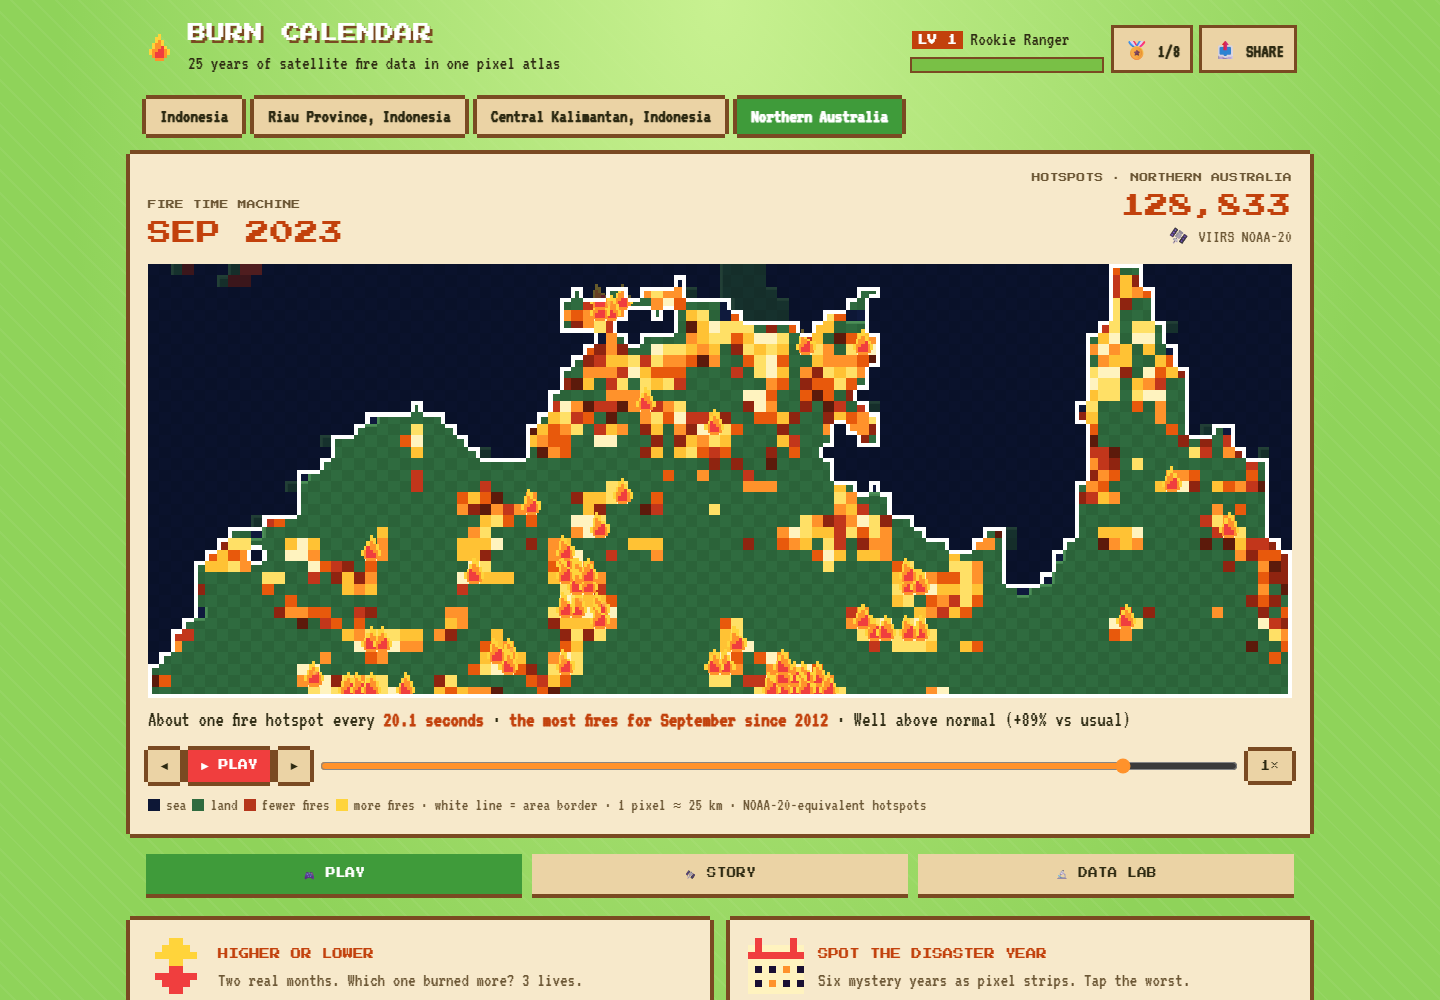 BURN CALENDAR
25 years of satellite fire data in one pixel atlas
LV 1 Rookie Ranger
1/8
SHARE
Indonesia
Riau Province, Indonesia
Central Kalimantan, Indonesia
Northern Australia
FIRE TIME MACHINE
SEP 2023
HOTSPOTS · NORTHERN AUSTRALIA
128,833
VIIRS NOAA-20
About one fire hotspot every 20.1 seconds · the most fires for September since 2012 · Well above normal (+89% vs usual)
◄ ► PLAY ► 1×
sea land fewer fires more fires · white line = area border · 1 pixel ≈ 25 km · NOAA-20-equivalent hotspots
PLAY
STORY
DATA LAB
HIGHER OR LOWER
Two real months. Which one burned more? 3 lives.
SPOT THE DISASTER YEAR
Six mystery years as pixel strips. Tap the worst.